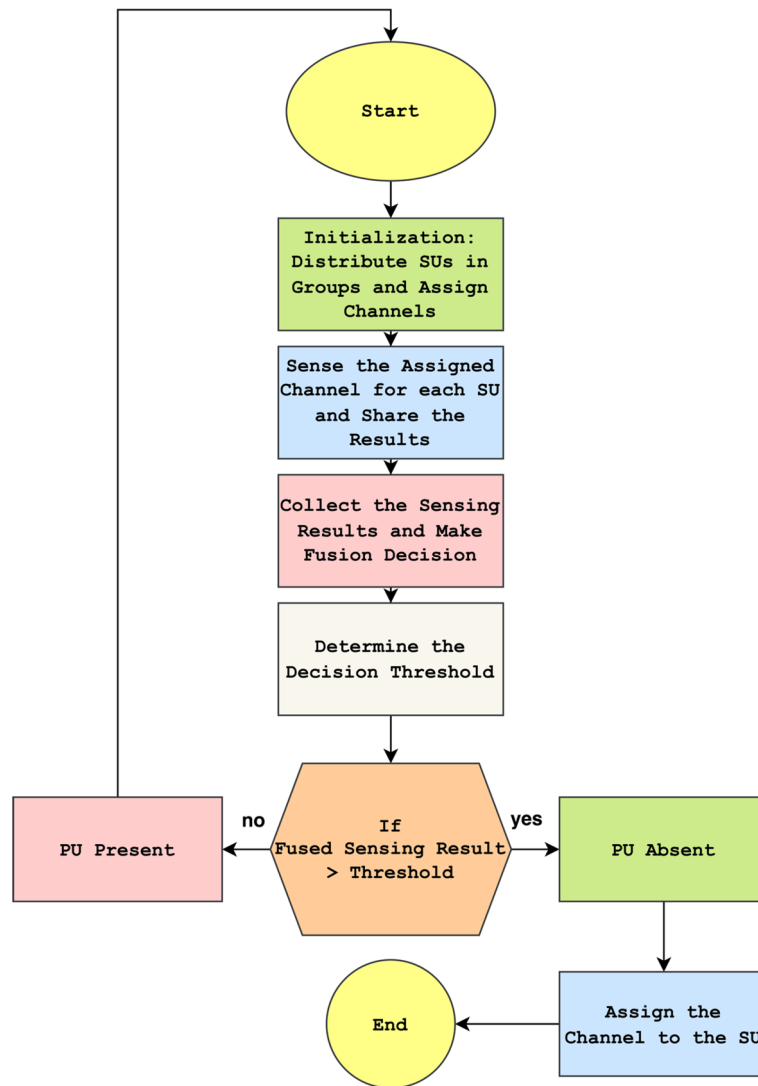 Start
Initialization:
Distribute SUs in
Groups and Assign
Channels
Sense the Assigned
Channel for each SU
and Share the
Results
Collect the Sensing
Results and Make
Fusion Decision
Determine the
Decision Threshold
If
Fused Sensing Result
> Threshold
no
yes
PU Present
PU Absent
Assign the
Channel to the SU
End